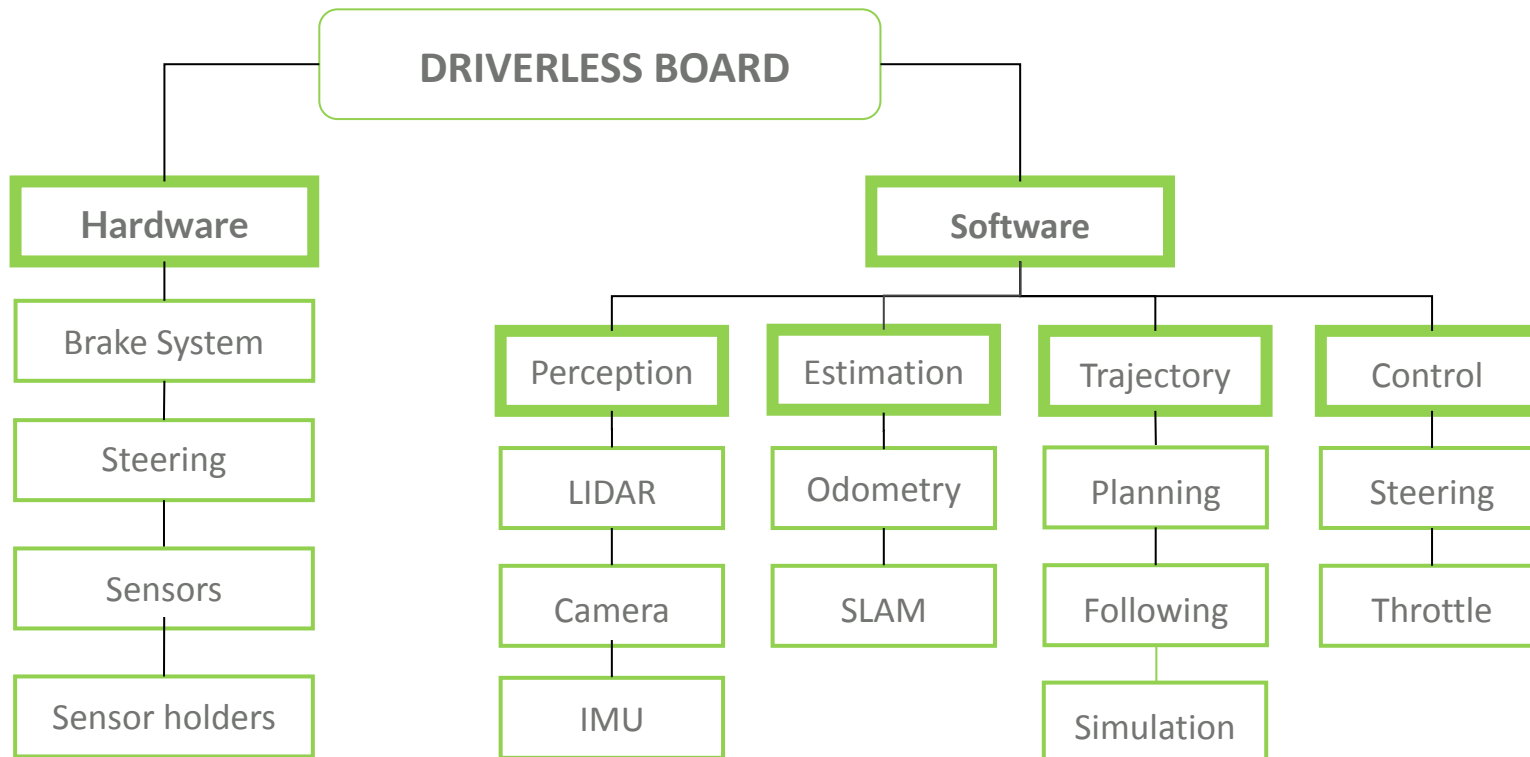 DRIVERLESS BOARD
Hardware
Software
Brake System
Steering
Sensors
Sensor holders
Perception
LIDAR
Camera
IMU
Estimation
Odometry
SLAM
Trajectory
Planning
Following
Simulation
Control
Steering
Throttle